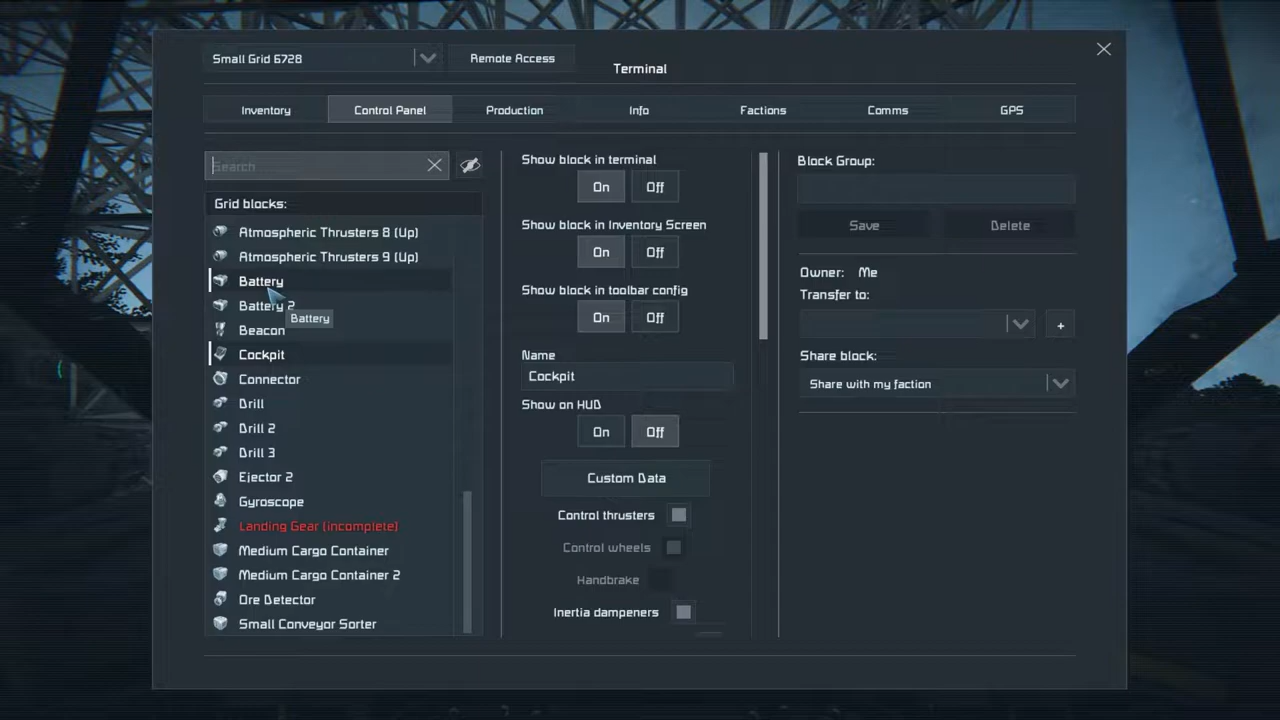 Small Grid 6728
Remote Access
Terminal
Inventory
Control Panel
Production
Info
Factions
Comms
GPS
Search
Grid blocks:
Atmospheric Thrusters 8 (Up)
Atmospheric Thrusters 9 (Up)
Battery
Battery 2
Battery
Beacon
Cockpit
Connector
Drill
Drill 2
Drill 3
Ejector 2
Gyroscope
Landing Gear (incomplete)
Medium Cargo Container
Medium Cargo Container 2
Ore Detector
Small Conveyor Sorter
Show block in terminal
On Off
Show block in Inventory Screen
On Off
Show block in toolbar config
On Off
Name
Cockpit
Show on HUD
On Off
Custom Data
Control thrusters
Control wheels
Handbrake
Inertia dampeners
Block Group:
Save Delete
Owner: Me
Transfer to:
+
Share block:
Share with my faction